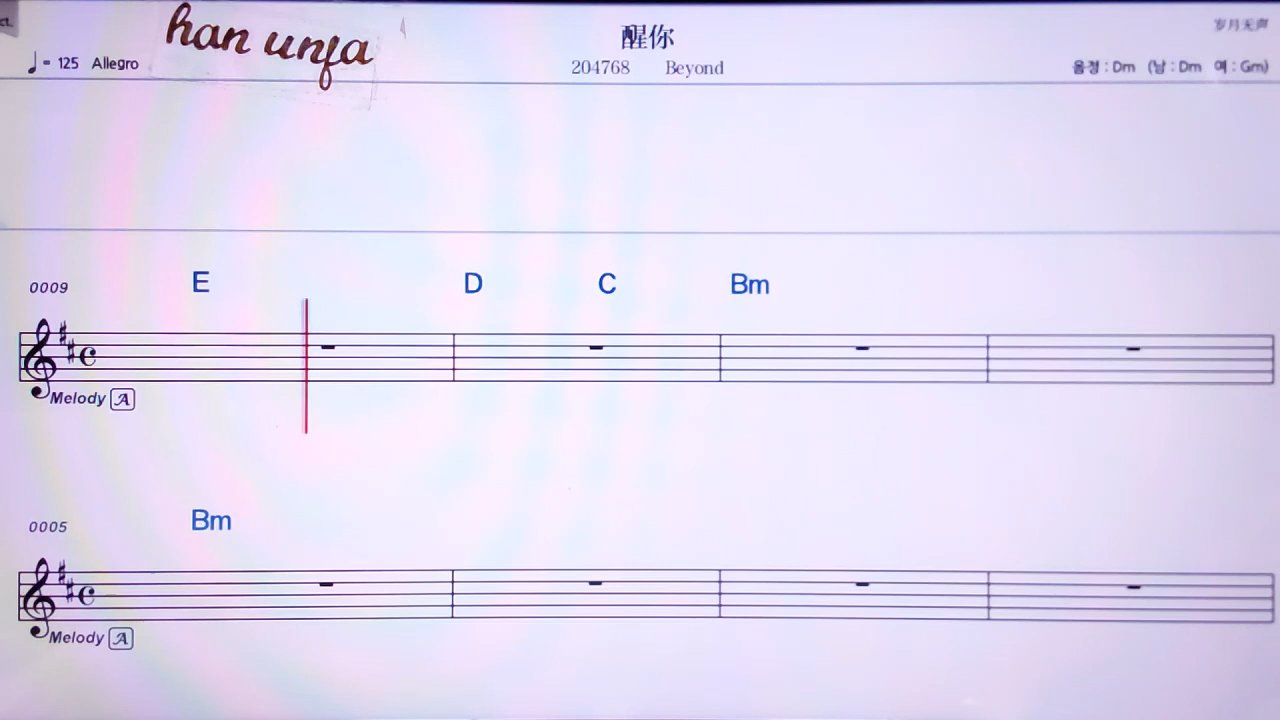 han unfa
醒你
岁月无声
♩= 125 Allegro
204768 Beyond
음정 : Dm (남 : Dm 여 : Gm)
0009 E D C Bm
Melody A
0005 Bm
Melody A